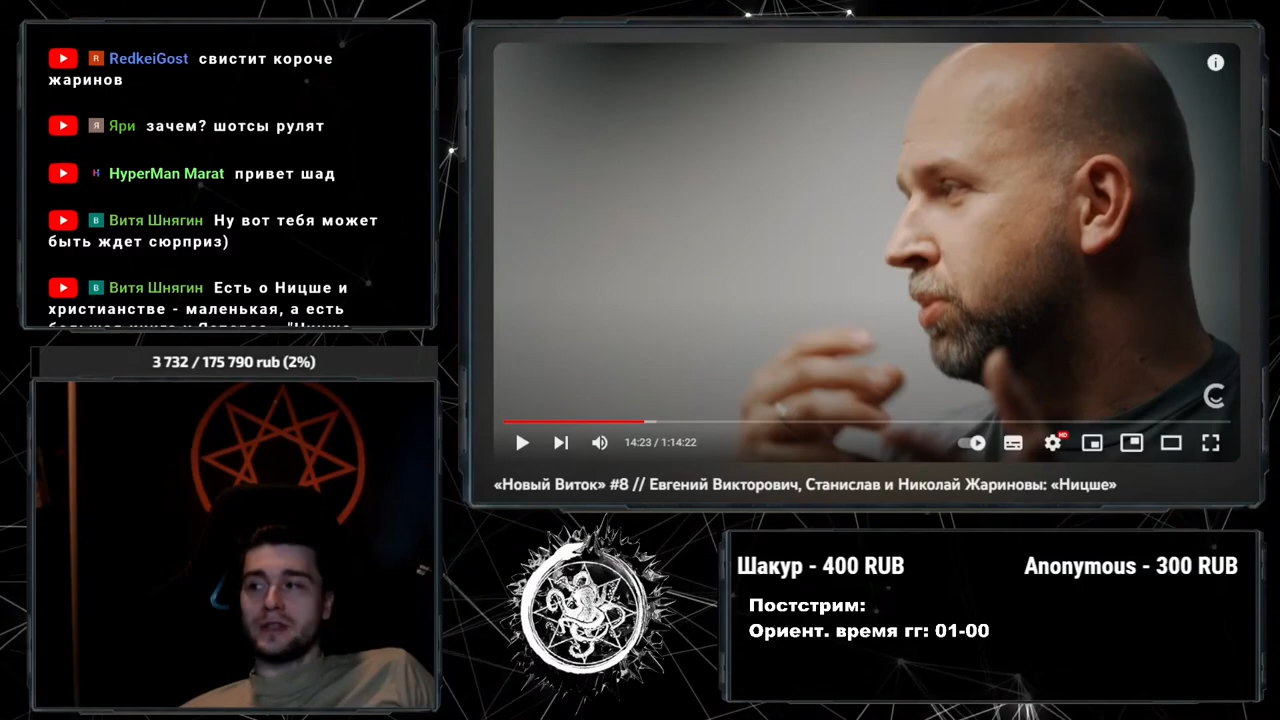 RedkeiGost свистит короче
жаринов
Яри зачем? шотсы рулят
HyperMan Marat привет шад
Витя Шнягин Ну вот тебя может
быть ждет сюрприз)
Витя Шнягин Есть о Ницше и
христианстве - маленькая, а есть
3 732 / 175 790 rub (2%)
14:23 / 1:14:22
HD
«Новый Виток» #8 // Евгений Викторович, Станислав и Николай Жариновы: «Ницше»
Шакур - 400 RUB
Anonymous - 300 RUB
Постстрим:
Ориент. время гг: 01-00